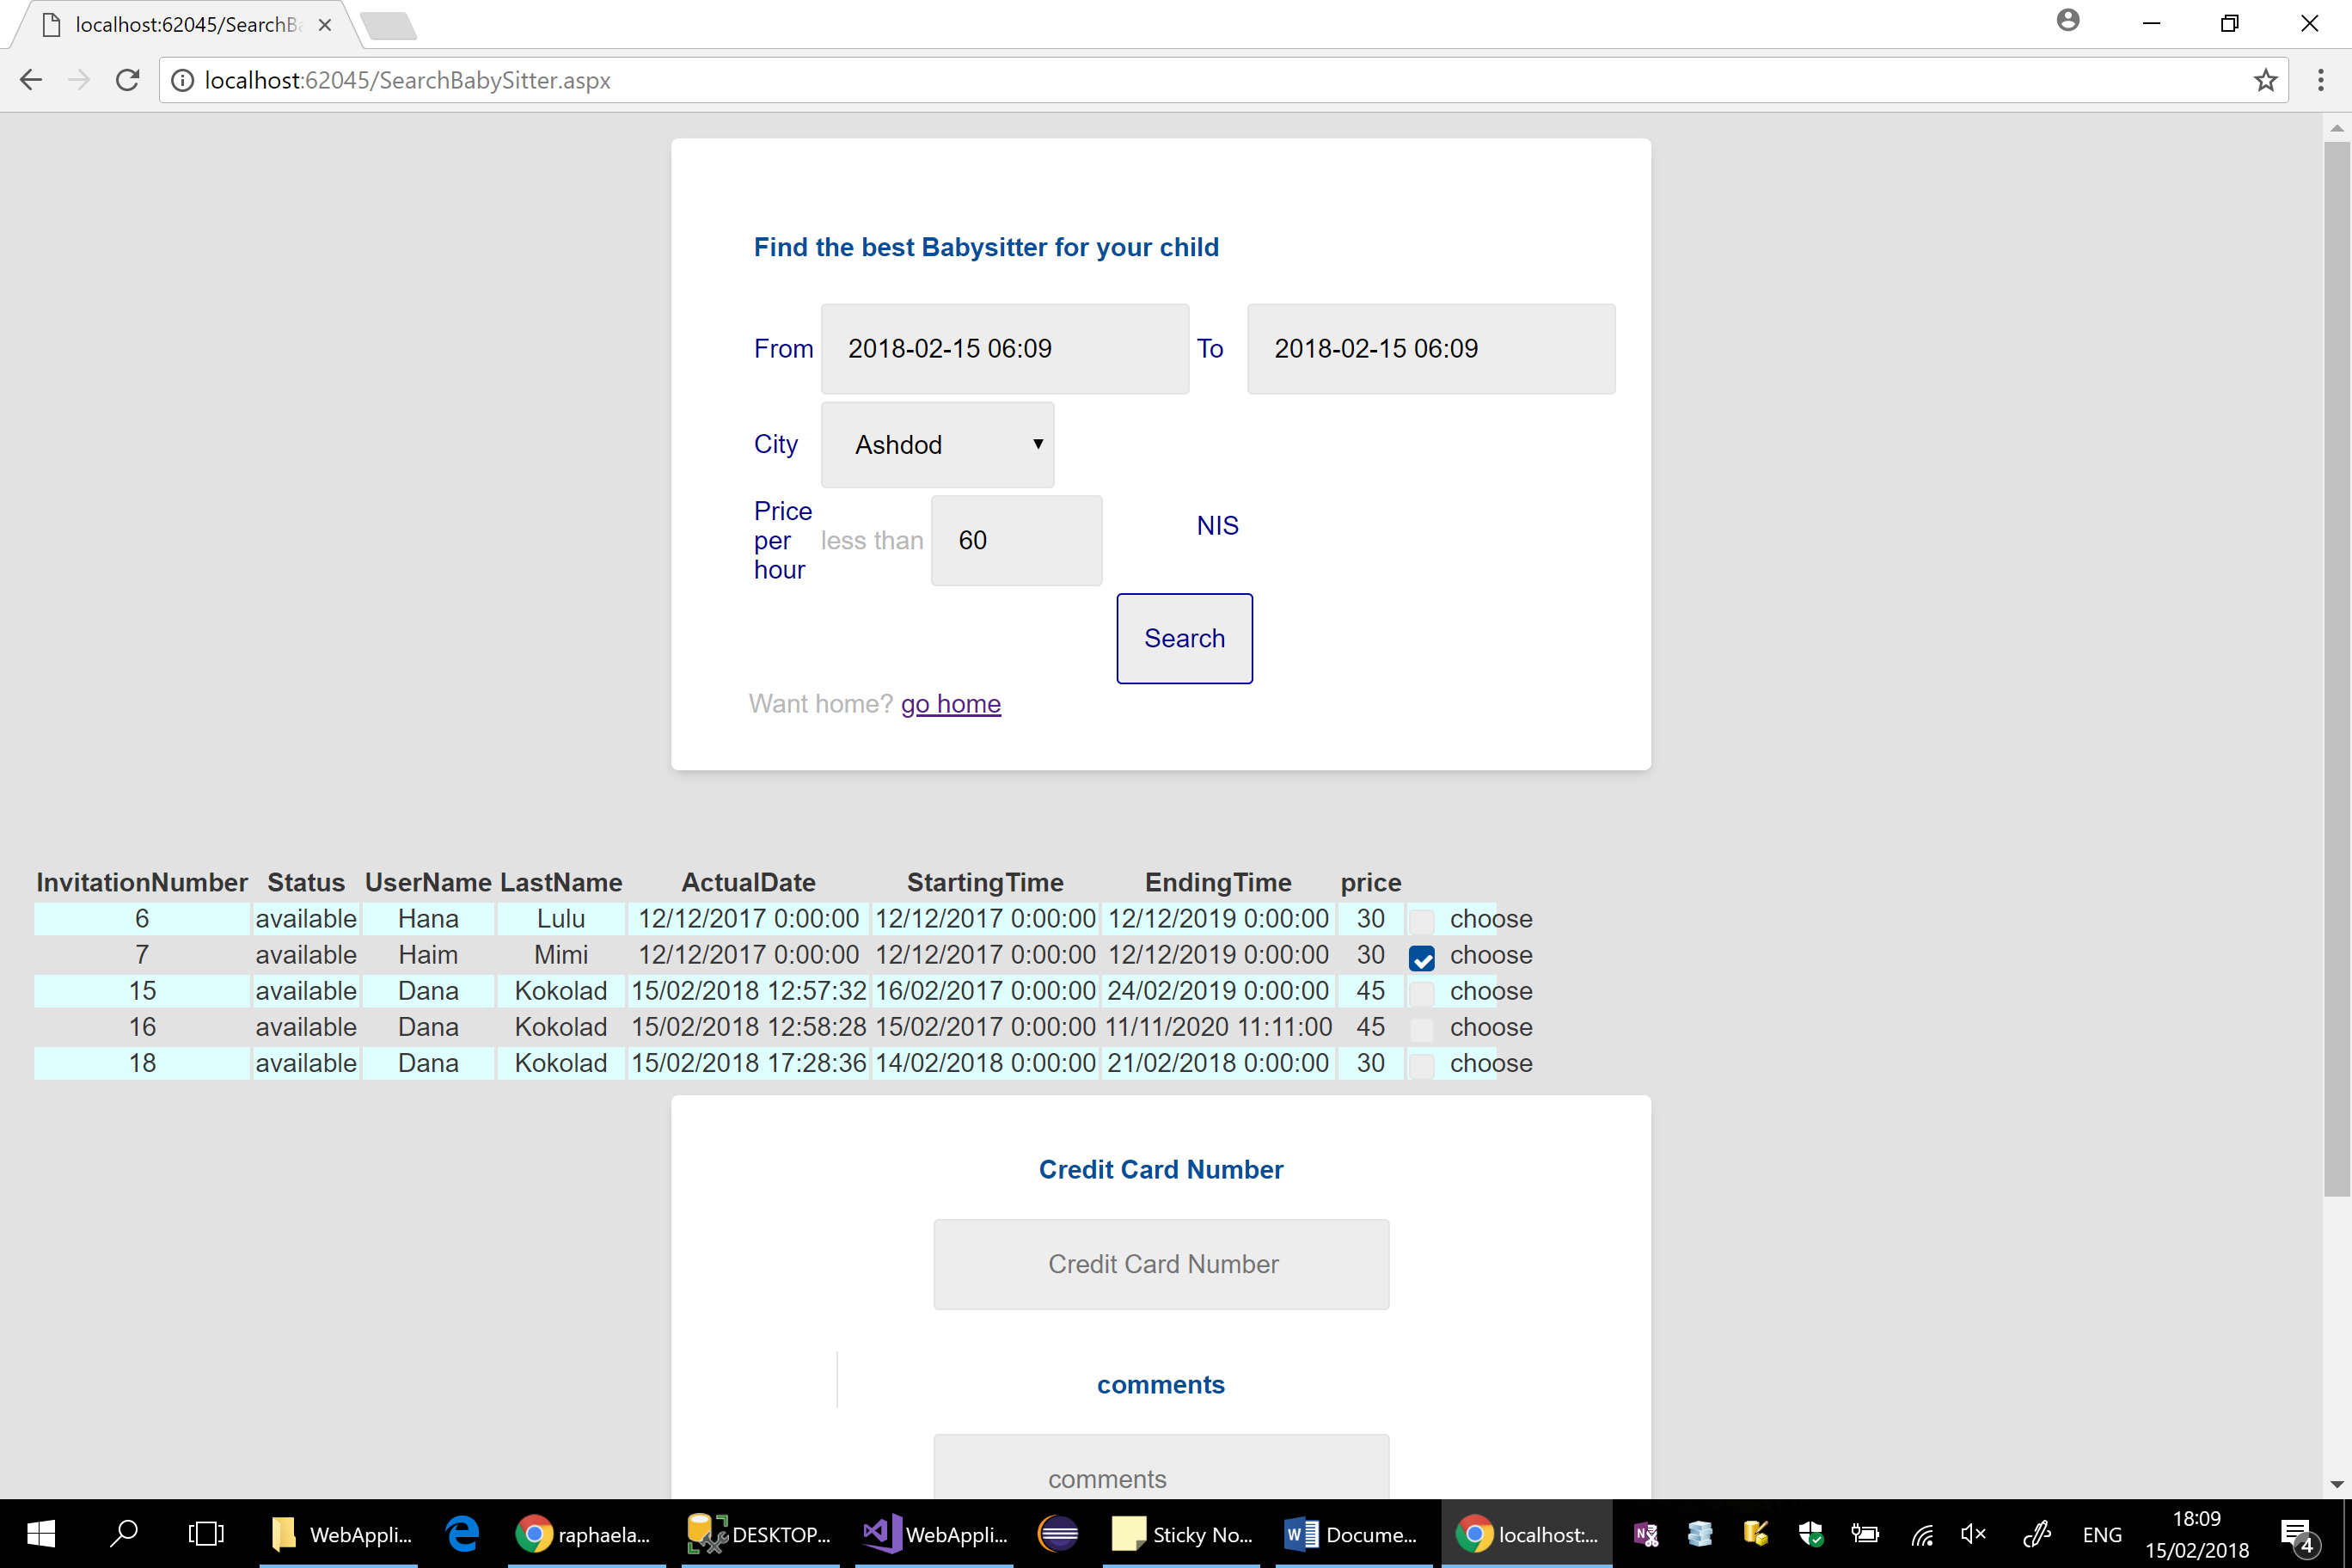 localhost:62045/SearchBa
localhost:62045/SearchBabySitter.aspx
Find the best Babysitter for your child
From 2018-02-15 06:09 To 2018-02-15 06:09
City Ashdod
Price per hour less than 60 NIS
Search
Want home? go home
InvitationNumber Status UserName LastName ActualDate StartingTime EndingTime price
6 available Hana Lulu 12/12/2017 0:00:00 12/12/2017 0:00:00 12/12/2019 0:00:00 30 choose
7 available Haim Mimi 12/12/2017 0:00:00 12/12/2017 0:00:00 12/12/2019 0:00:00 30 choose
15 available Dana Kokolad 15/02/2018 12:57:32 16/02/2017 0:00:00 24/02/2019 0:00:00 45 choose
16 available Dana Kokolad 15/02/2018 12:58:28 15/02/2017 0:00:00 11/11/2020 11:11:00 45 choose
18 available Dana Kokolad 15/02/2018 17:28:36 14/02/2018 0:00:00 21/02/2018 0:00:00 30 choose
Credit Card Number
Credit Card Number
comments
comments
WebAppli... raphaela... DESKTOP... WebAppli... Sticky No... Docume... localhost:... ENG 18:09
15/02/2018 4